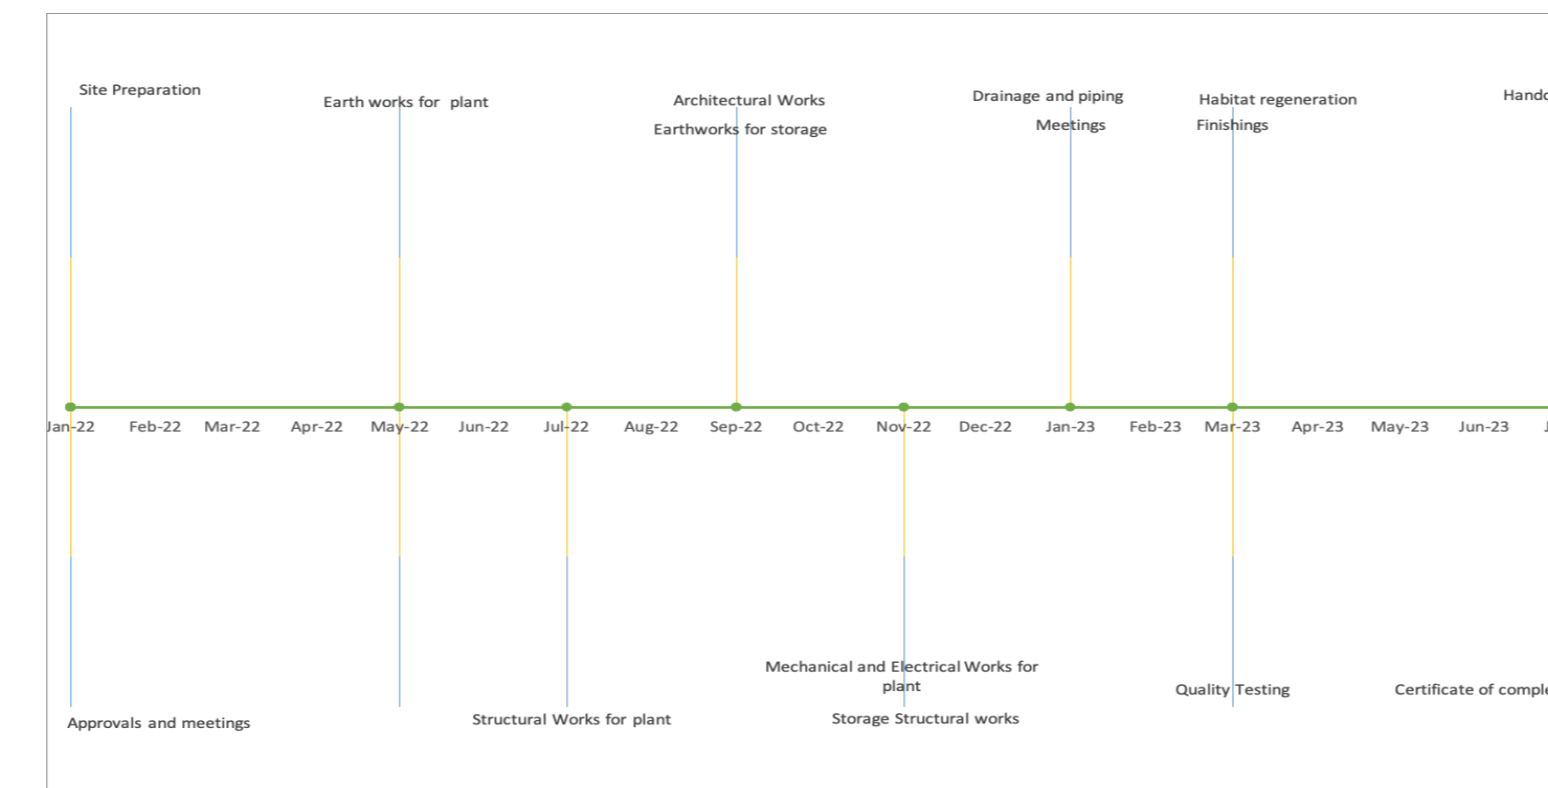 Site Preparation
Earth works for plant
Architectural Works
Earthworks for storage
Drainage and piping
Meetings
Habitat regeneration
Finishings
Jan-22 Feb-22 Mar-22 Apr-22 May-22 Jun-22 Jul-22 Aug-22 Sep-22 Oct-22 Nov-22 Dec-22 Jan-23 Feb-23 Mar-23 Apr-23 May-23 Jun-23
Approvals and meetings
Structural Works for plant
Mechanical and Electrical Works for
plant
Storage Structural works
Quality Testing
Certificate of